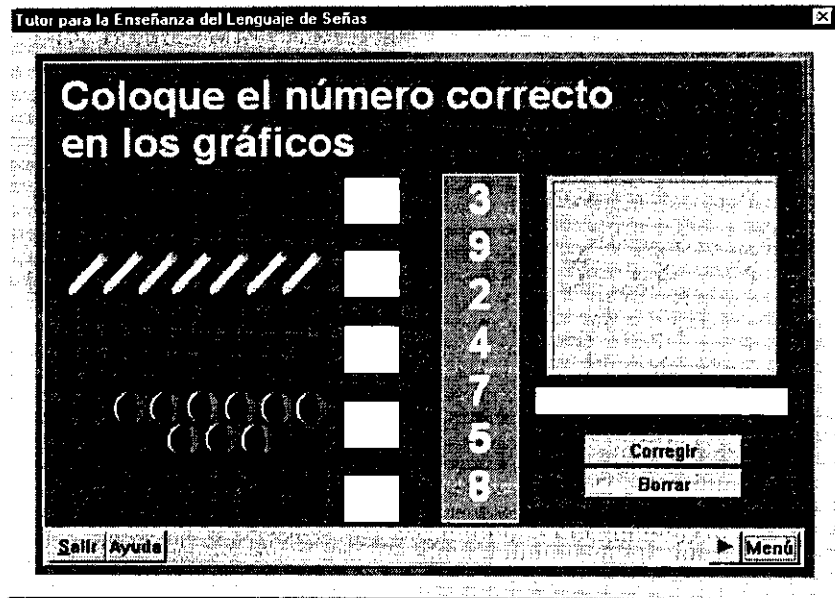 Tutor para la Enseñanza del Lenguaje de Señas
Coloque el número correcto
en los gráficos
3
9
2
4
7
5
8
Corregir
Borrar
Salir Ayuda
Menú